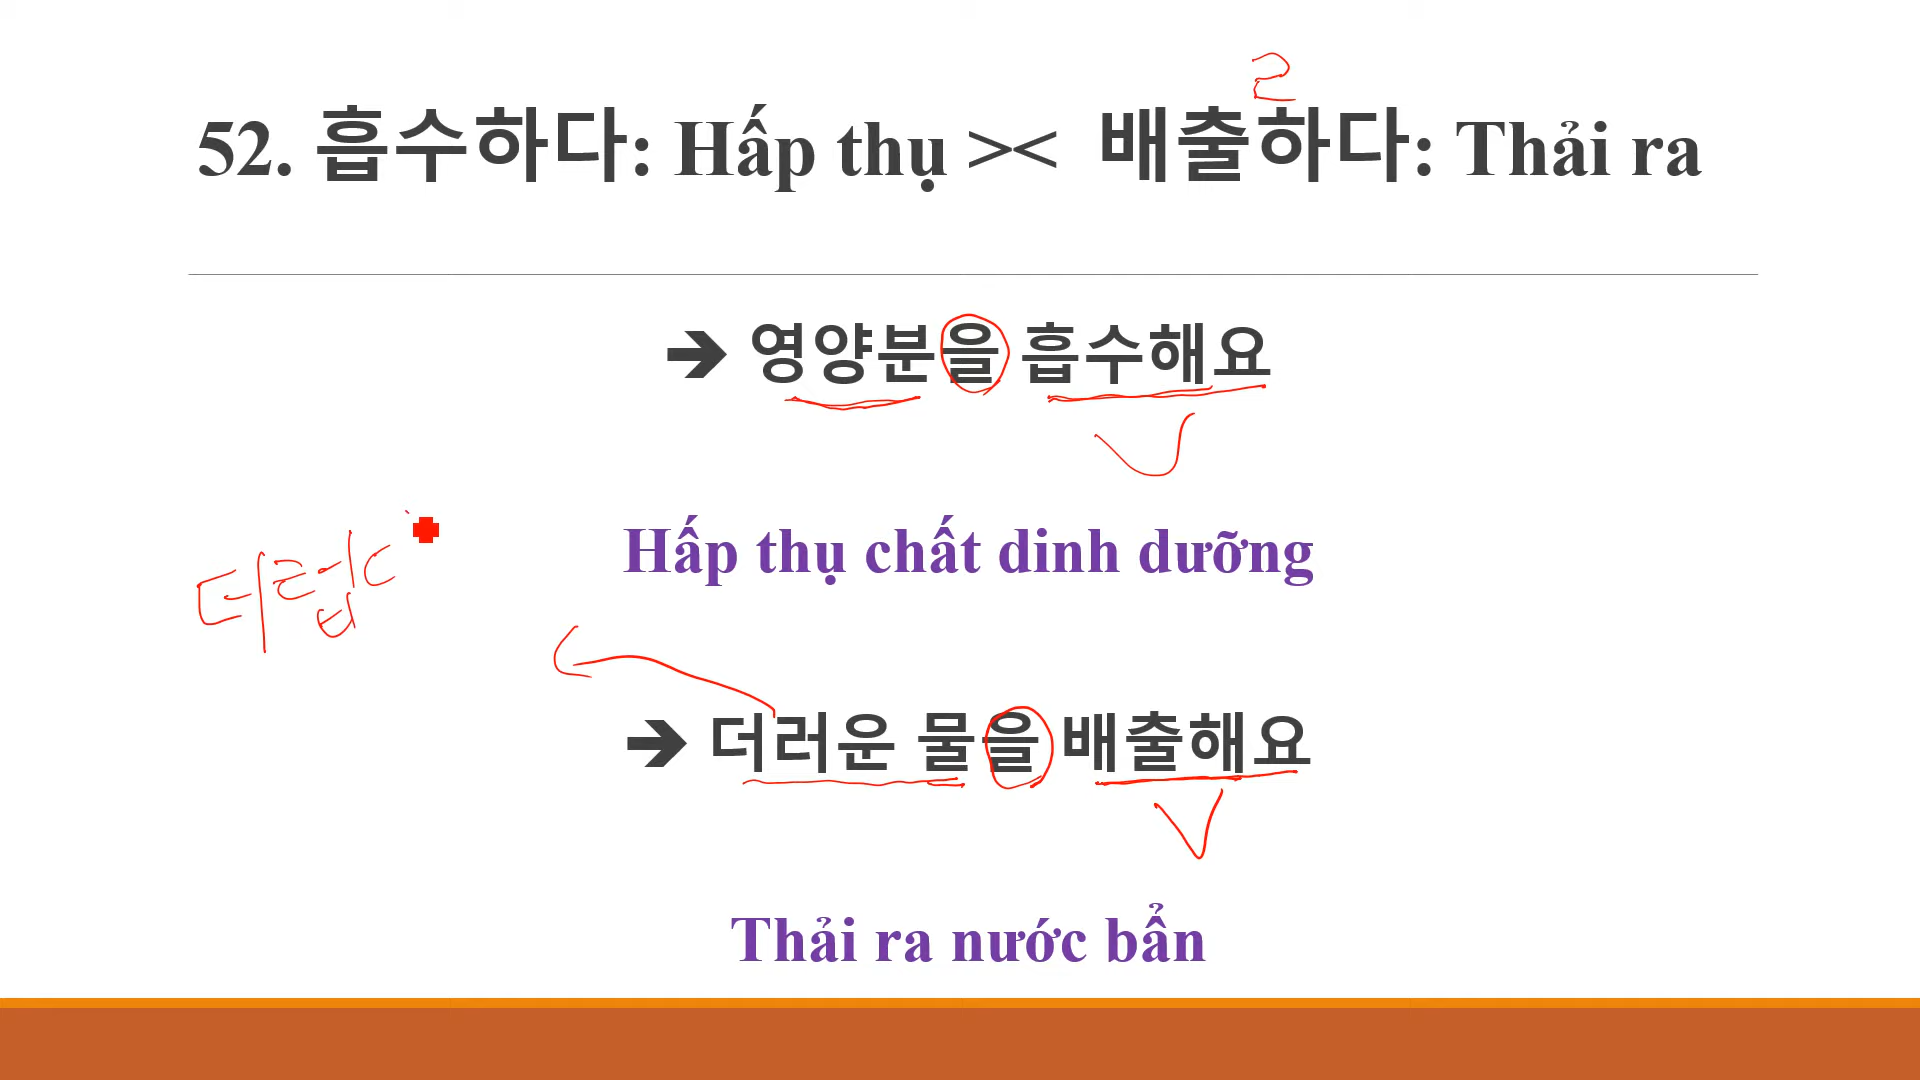 2
52. 흡수하다: Hấp thụ >< 배출하다: Thải ra
➔ 영양분을 흡수해요
Hấp thụ chất dinh dưỡng
더럽
➔ 더러운 물을 배출해요
Thải ra nước bẩn